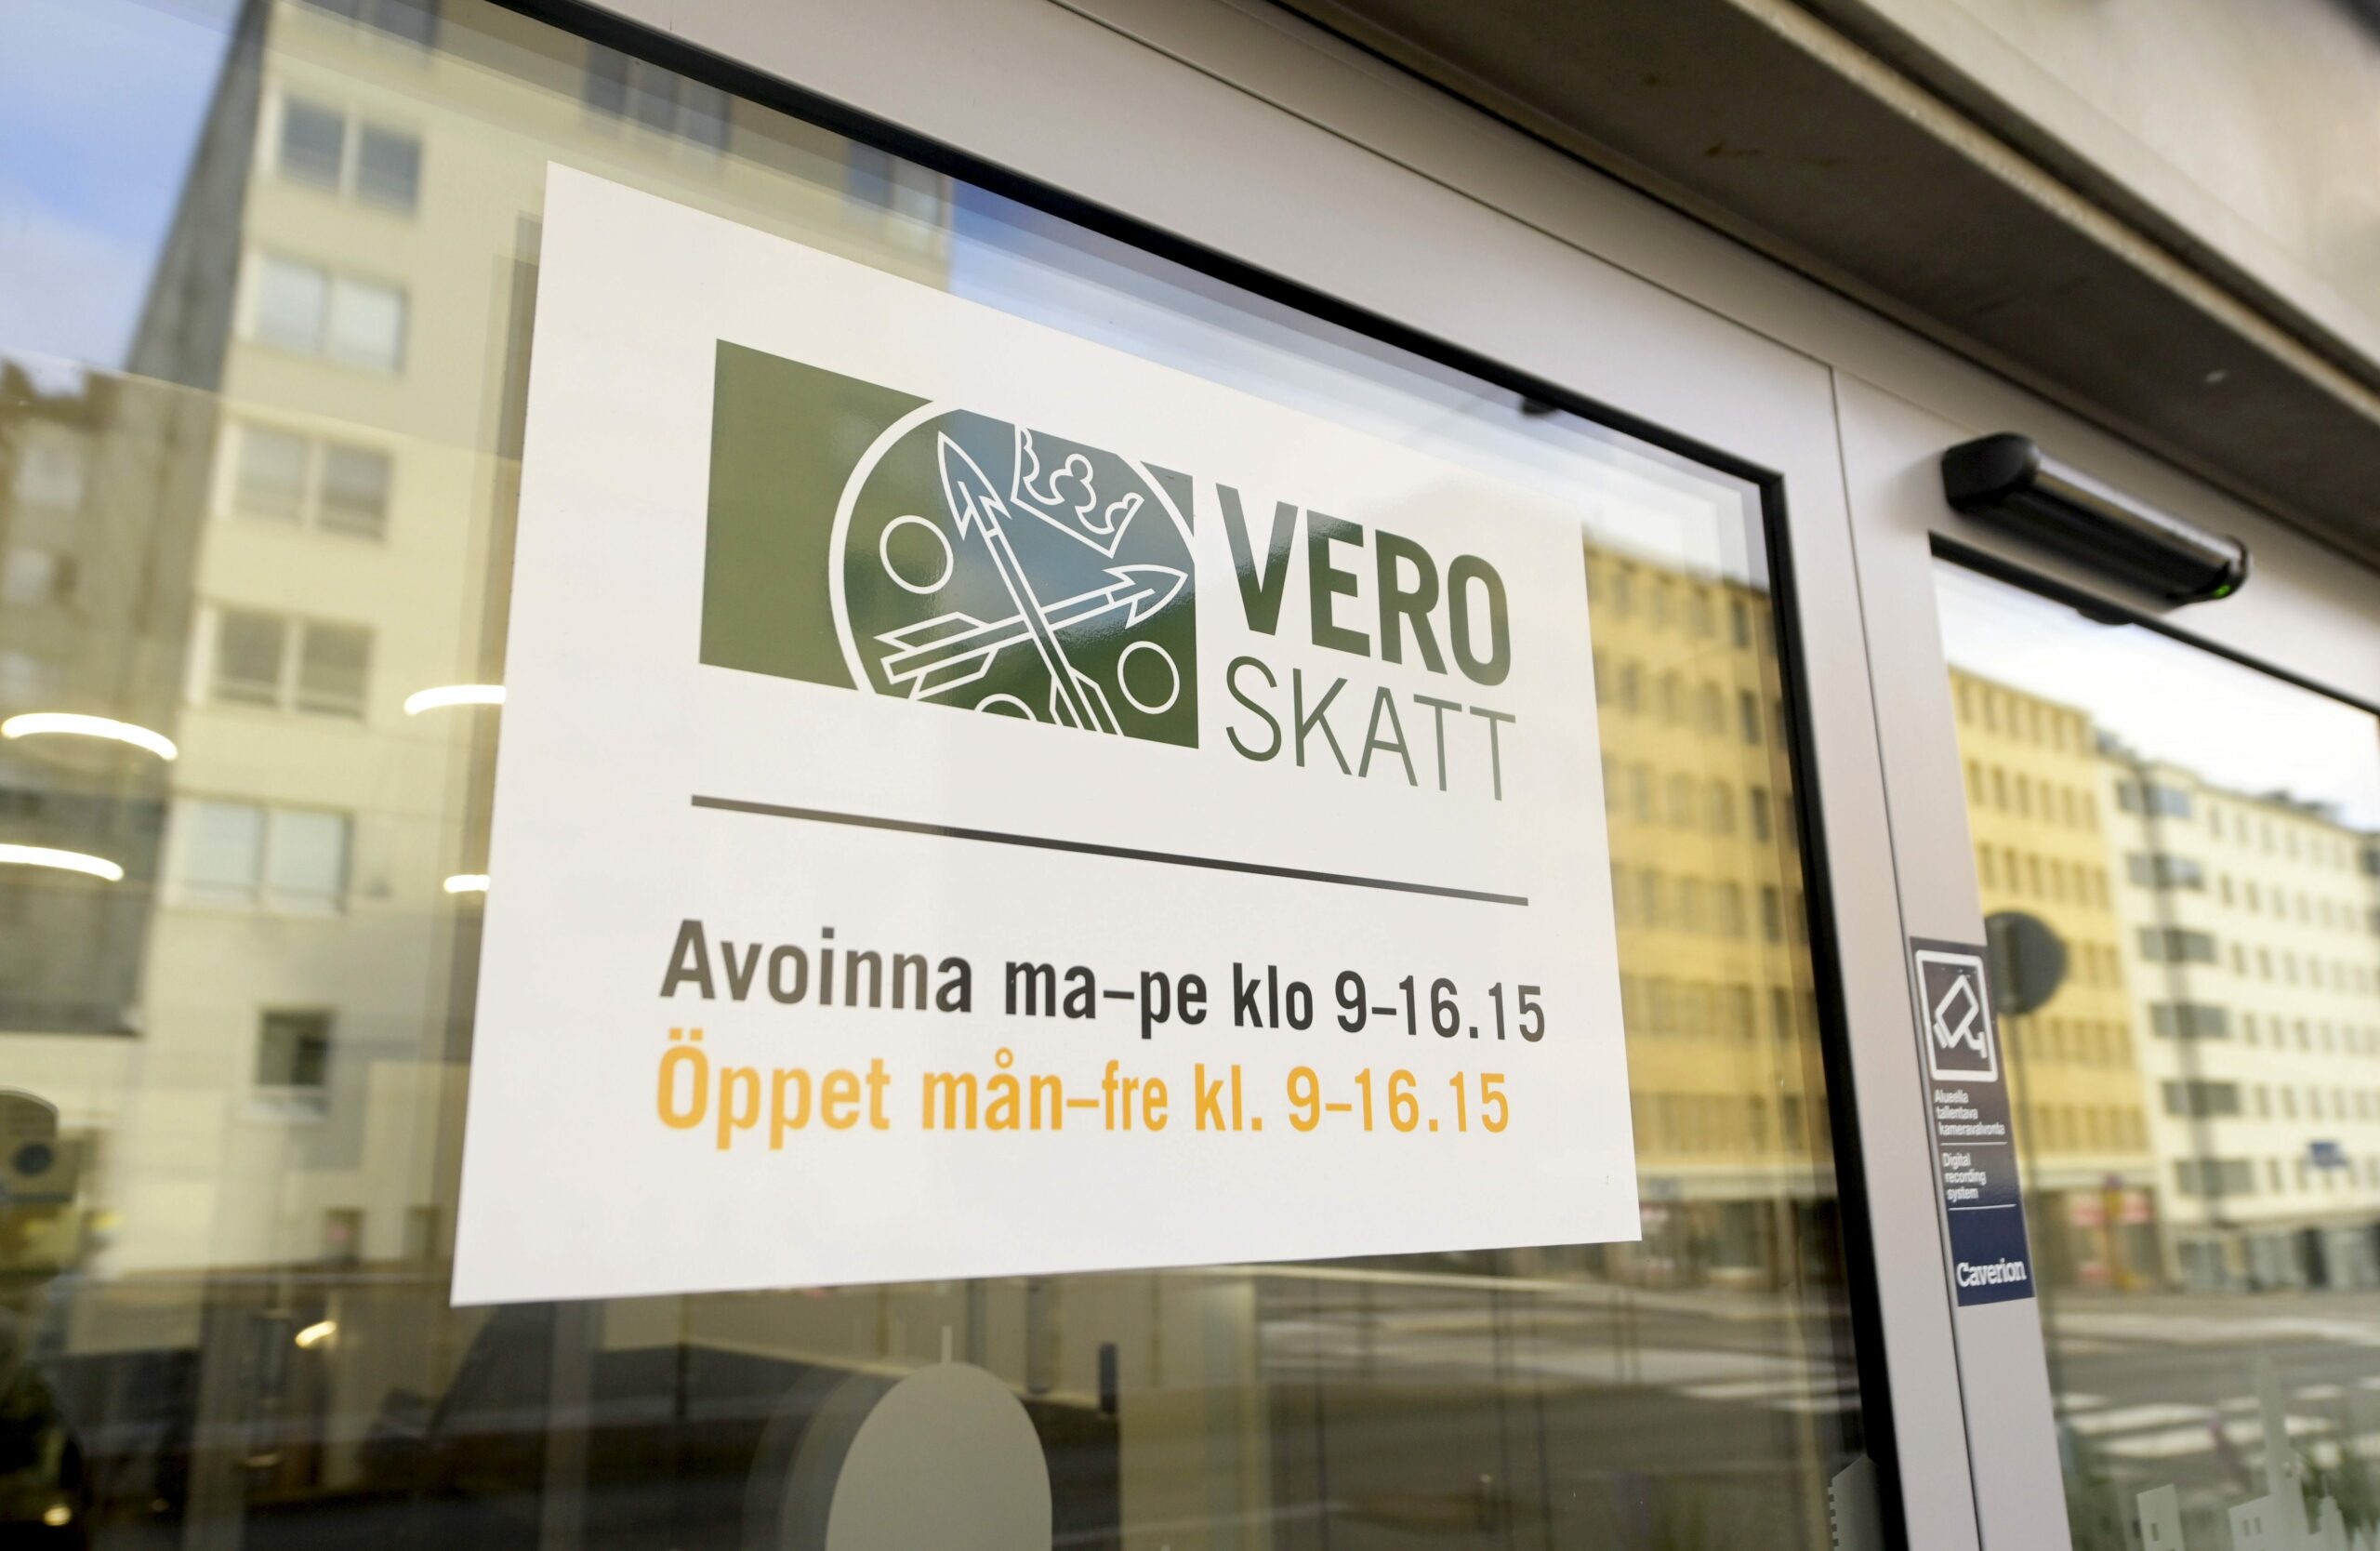 VERO
SKATT
Avoinna ma–pe klo 9–16.15
Öppet mån–fre kl. 9–16.15
Alueella
tallentava
kameravalvonta
Digital
recording
system
Caverion